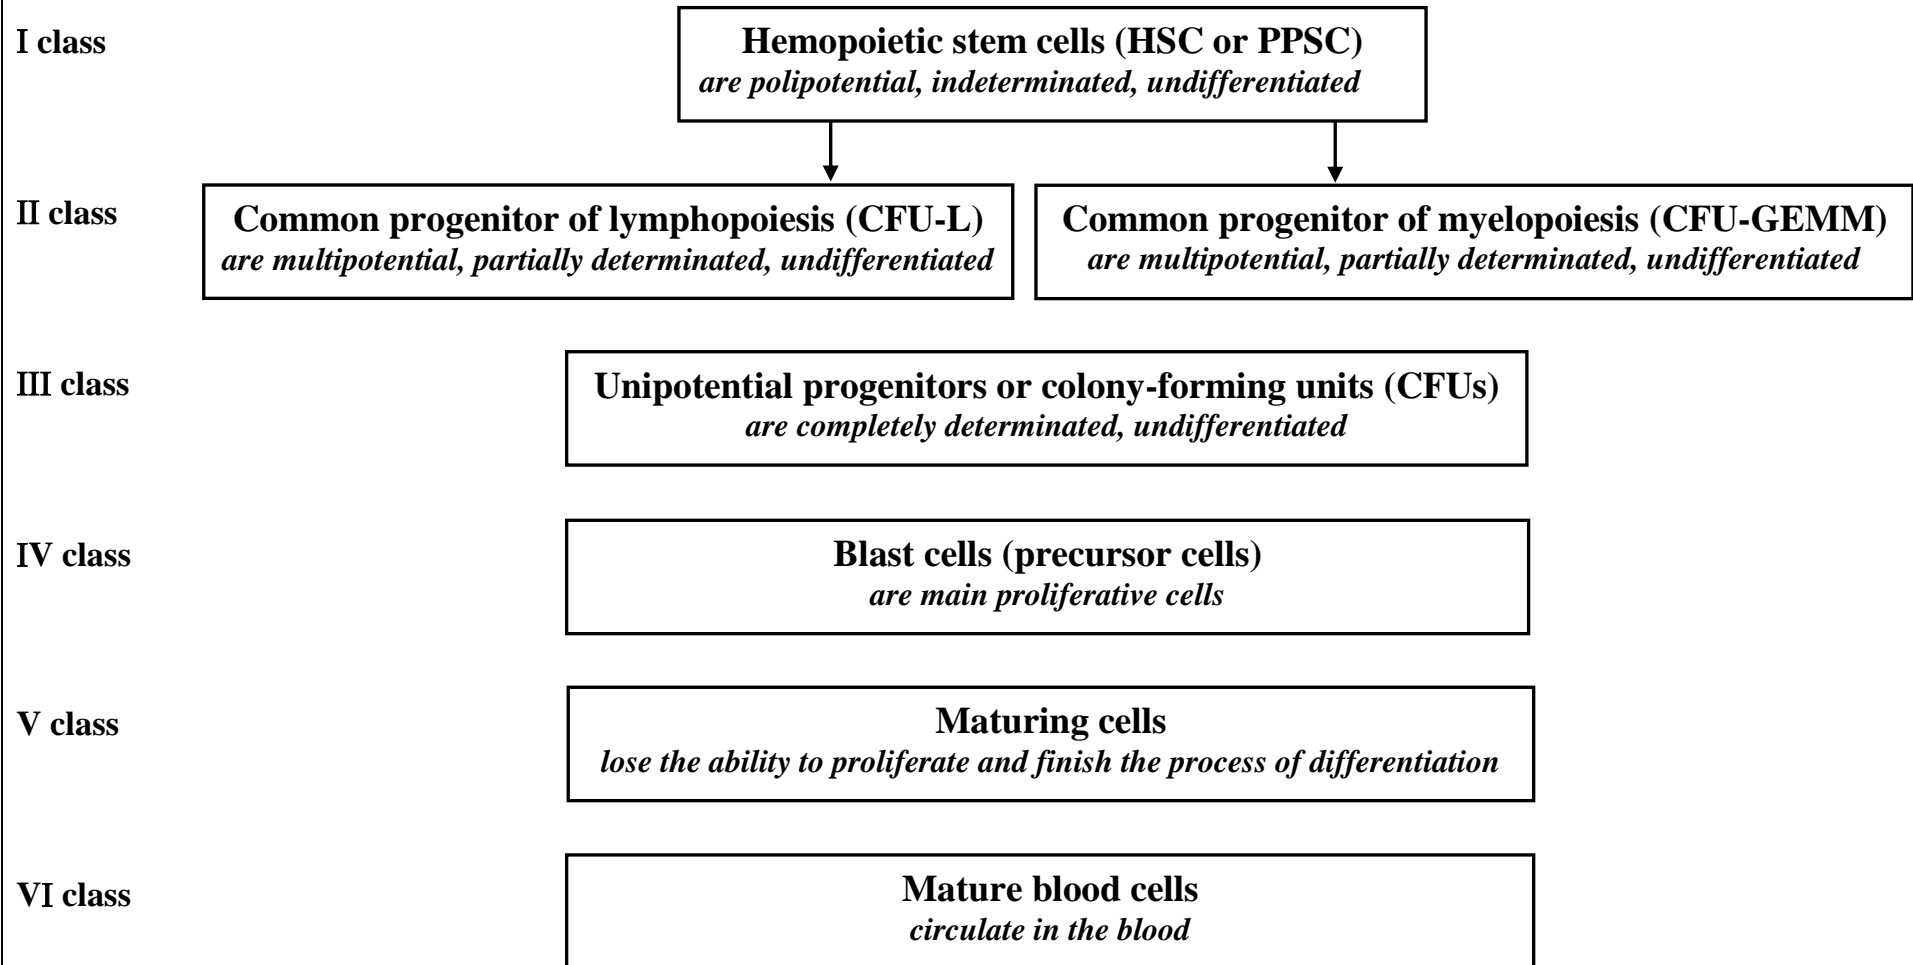 I class
Hemopoietic stem cells (HSC or PPSC)
are polipotential, indeterminated, undifferentiated
II class
Common progenitor of lymphopoiesis (CFU-L)
are multipotential, partially determinated, undifferentiated
Common progenitor of myelopoiesis (CFU-GEMM)
are multipotential, partially determinated, undifferentiated
III class
Unipotential progenitors or colony-forming units (CFUs)
are completely determinated, undifferentiated
IV class
Blast cells (precursor cells)
are main proliferative cells
V class
Maturing cells
lose the ability to proliferate and finish the process of differentiation
VI class
Mature blood cells
circulate in the blood